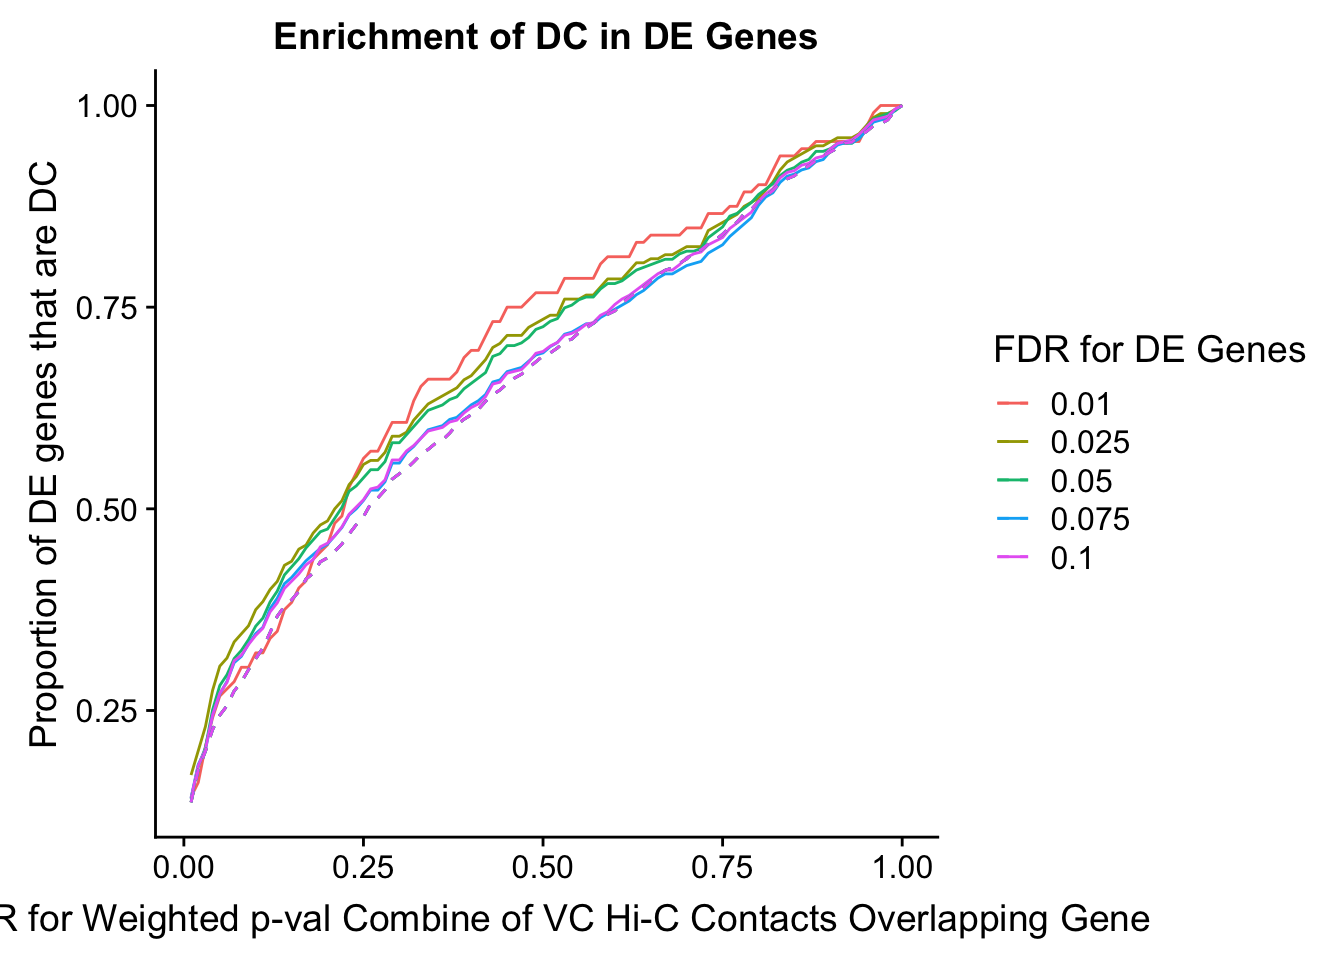 Enrichment of DC in DE Genes
Proportion of DE genes that are DC
1.00
0.75
0.50
0.25
0.00 0.25 0.50 0.75 1.00
R for Weighted p-val Combine of VC Hi-C Contacts Overlapping Gene
FDR for DE Genes
0.01
0.025
0.05
0.075
0.1